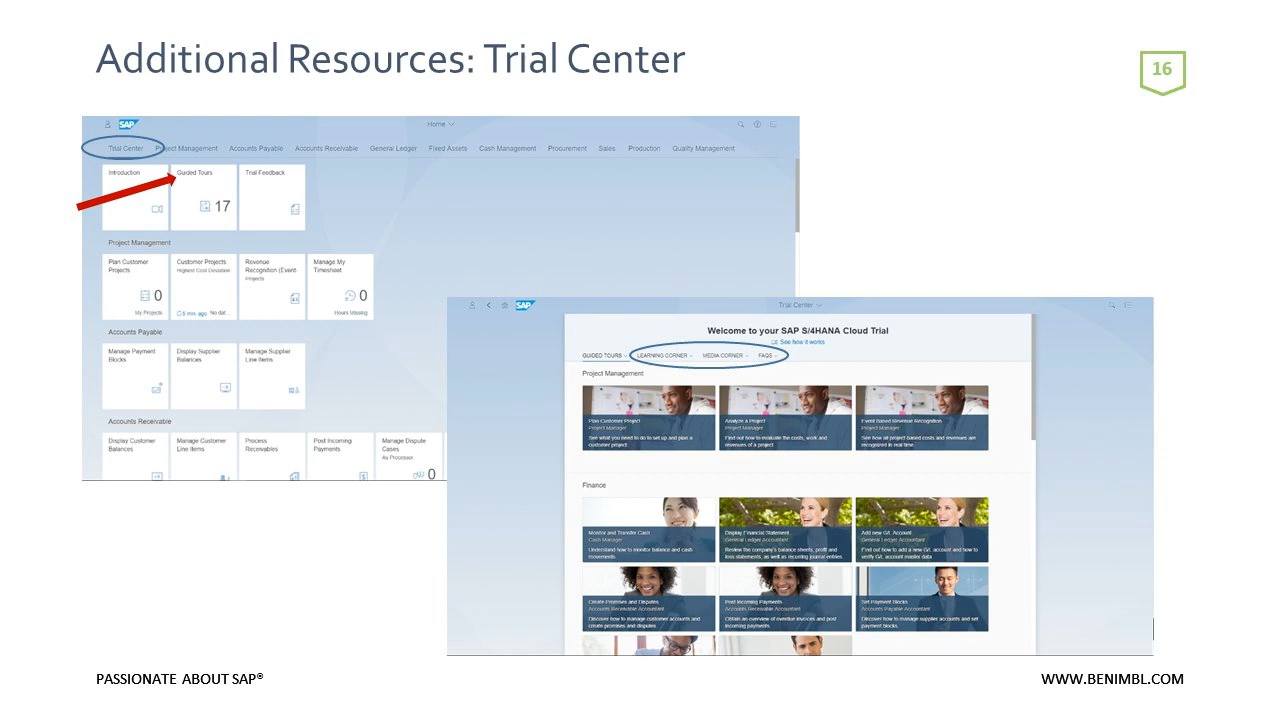 Additional Resources: Trial Center
16
SAP
Home
Trial Center Project Management Accounts Payable Accounts Receivable General Ledger Fixed Assets Cash Management Procurement Sales Production Quality Management
Introduction
Guided Tours
17
Trial Feedback
Project Management
Plan Customer
Projects
0
My Projects
Customer Projects
Highest Cost Deviation
6 min. ago No dat...
Revenue
Recognition (Event-
Projects
Manage My
Timesheet
0
Hours Missing
Accounts Payable
Manage Payment
Blocks
Display Supplier
Balances
Manage Supplier
Line Items
Accounts Receivable
Display Customer
Balances
Manage Customer
Line Items
Process
Receivables
Post Incoming
Payments
Manage Dispute
Cases
As Processor
0
SAP
Trial Center
Welcome to your SAP S/4HANA Cloud Trial
See how it works
GUIDED TOURS LEARNING CORNER MEDIA CORNER FAQS
Project Management
Plan Customer Project
Project Manager
See what you need to do to set up and plan a
customer project.
Analyze a Project
Project Manager
Find out how to evaluate the costs, work and
revenues of a project.
Event based Revenue Recognition
Project Manager
See how all project based costs and revenues are
recognized in real time.
Finance
Monitor and Transfer Cash
Cash Manager
Understand how to monitor balance and cash
movements.
Display Financial Statement
General Ledger Accountant
Review the company's balance sheets, profit and
loss statements, as well as recurring journal entries.
Add new G/L Account
General Ledger Accountant
Find out how to add a new G/L account and how to
verify G/L account master data.
Create Promises and Disputes
Accounts Receivable Accountant
Discover how to manage customer accounts and
create promises and disputes.
Post Incoming Payments
Accounts Receivable Accountant
Obtain an overview of overdue invoices and post
incoming payments.
Set Payment Blocks
Accounts Payable Accountant
Discover how to manage supplier accounts and set
payment blocks.
PASSIONATE ABOUT SAP®
WWW.BENIMBL.COM